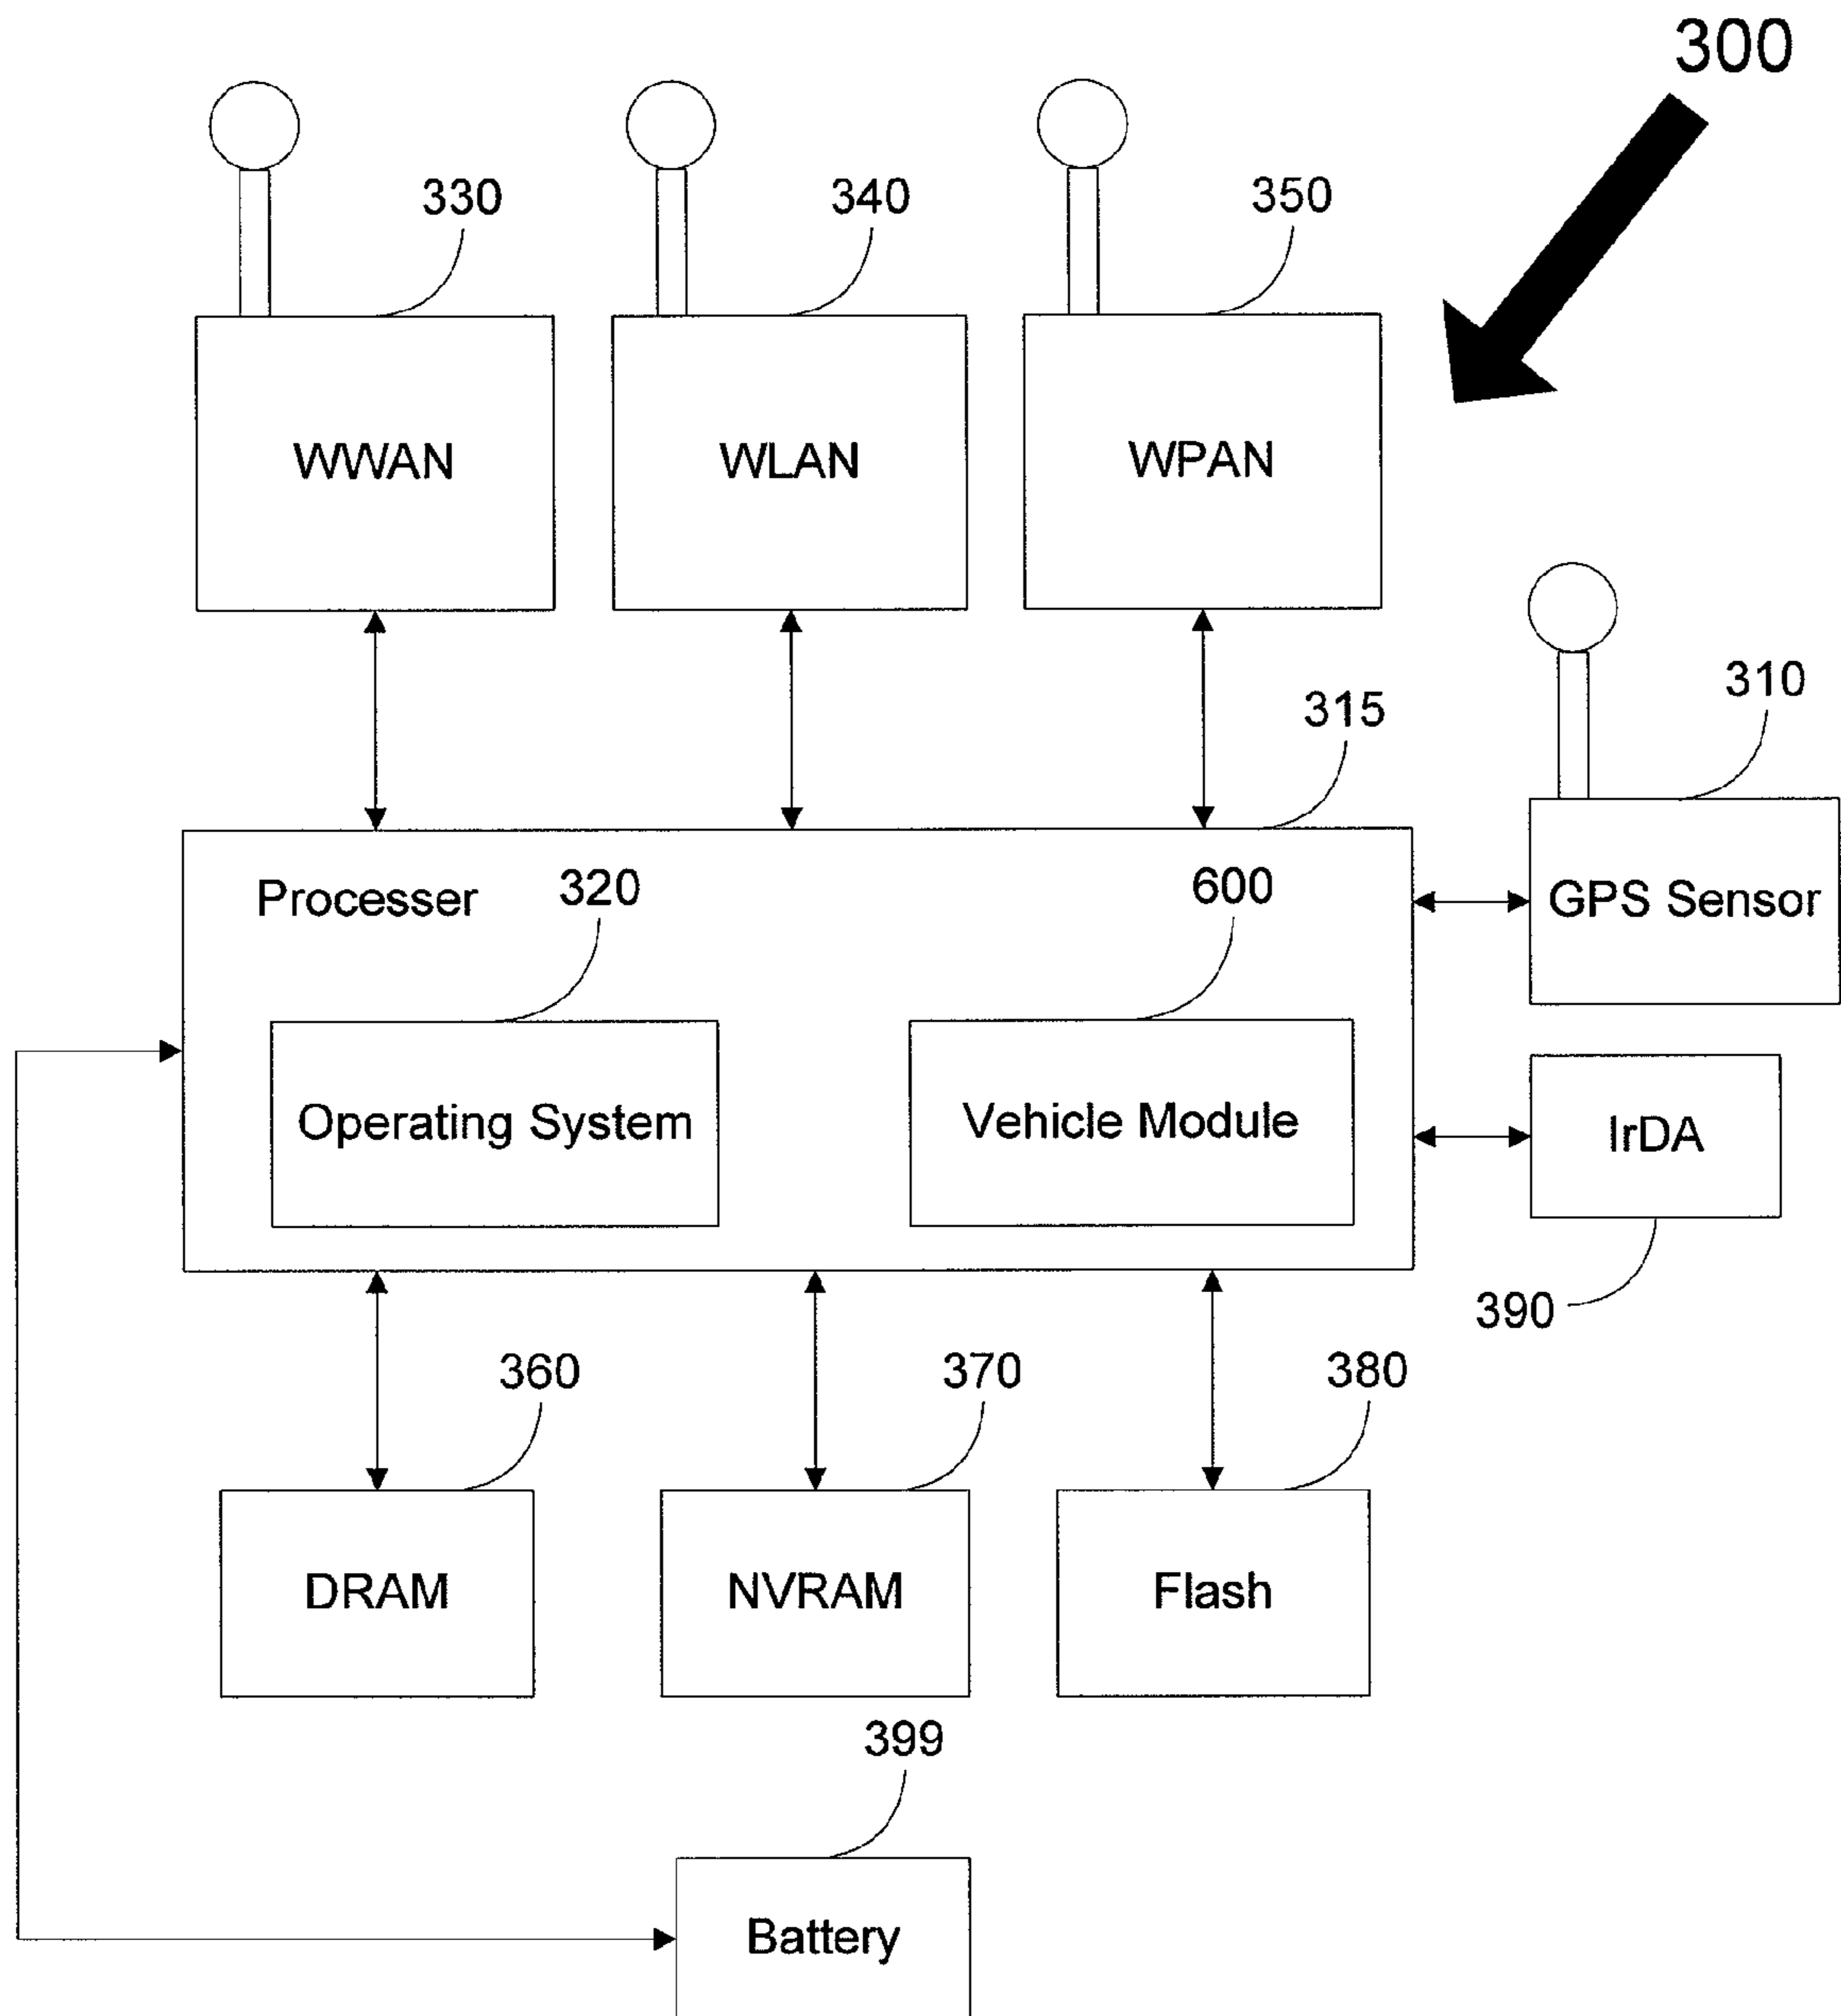 300
330
340
350
WWAN
WLAN
WPAN
310
315
Processer
320
600
GPS Sensor
Operating System
Vehicle Module
IrDA
390
360
370
380
DRAM
NVRAM
Flash
399
Battery